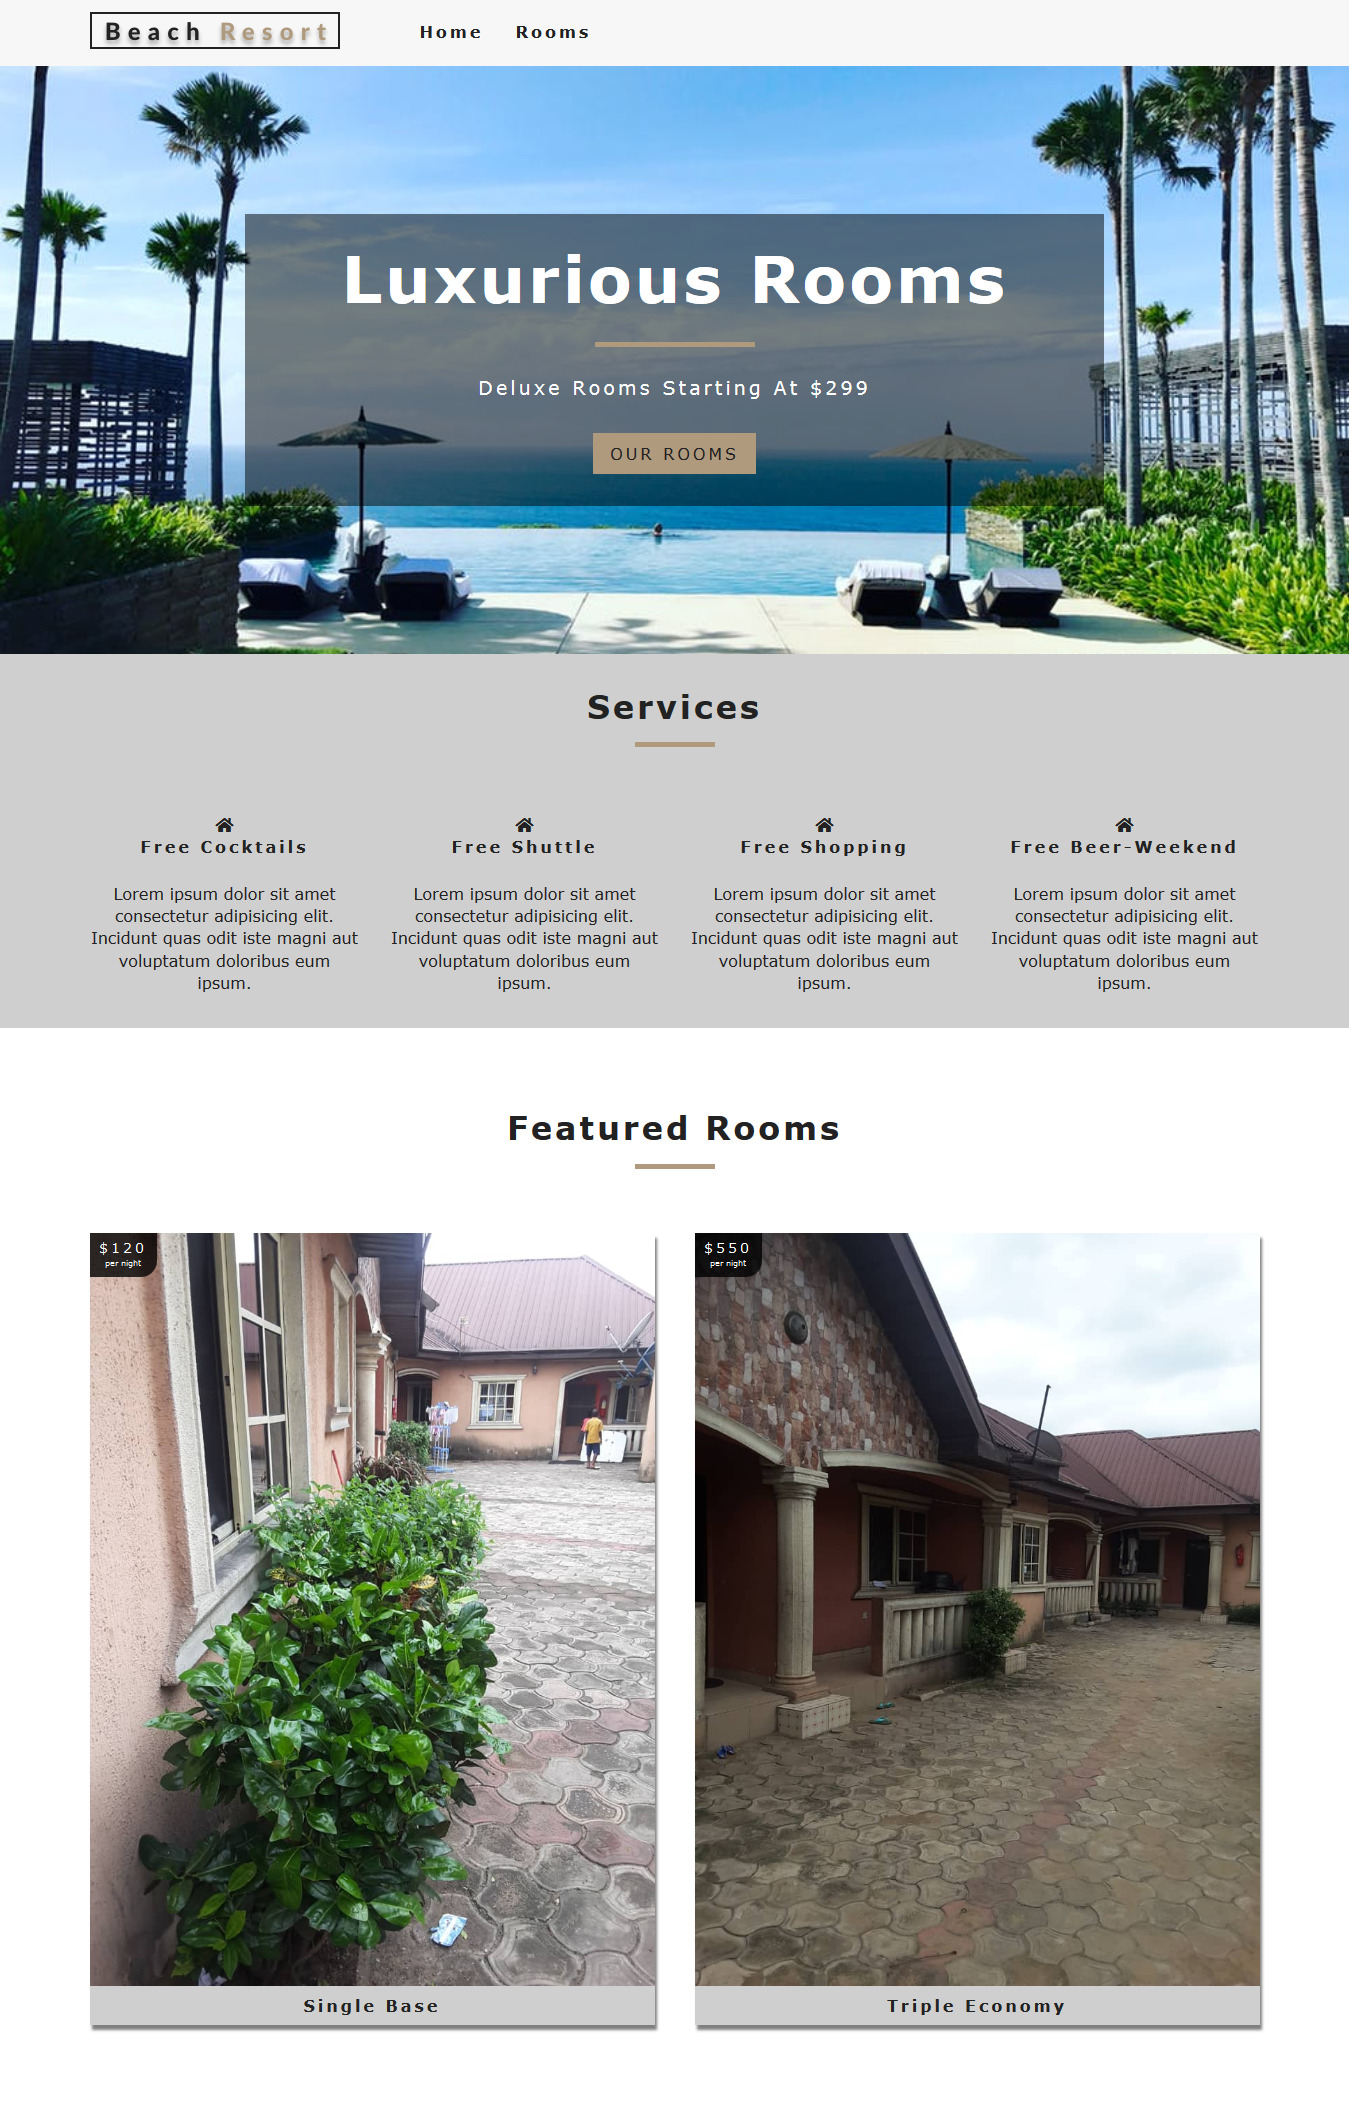 Beach Resort
Home Rooms
Luxurious Rooms
Deluxe Rooms Starting At $299
OUR ROOMS
Services
Free Cocktails
Lorem ipsum dolor sit amet
consectetur adipisicing elit.
Incidunt quas odit iste magni aut
voluptatum doloribus eum
ipsum.
Free Shuttle
Lorem ipsum dolor sit amet
consectetur adipisicing elit.
Incidunt quas odit iste magni aut
voluptatum doloribus eum
ipsum.
Free Shopping
Lorem ipsum dolor sit amet
consectetur adipisicing elit.
Incidunt quas odit iste magni aut
voluptatum doloribus eum
ipsum.
Free Beer-Weekend
Lorem ipsum dolor sit amet
consectetur adipisicing elit.
Incidunt quas odit iste magni aut
voluptatum doloribus eum
ipsum.
Featured Rooms
$120
per night
Single Base
$550
per night
Triple Economy